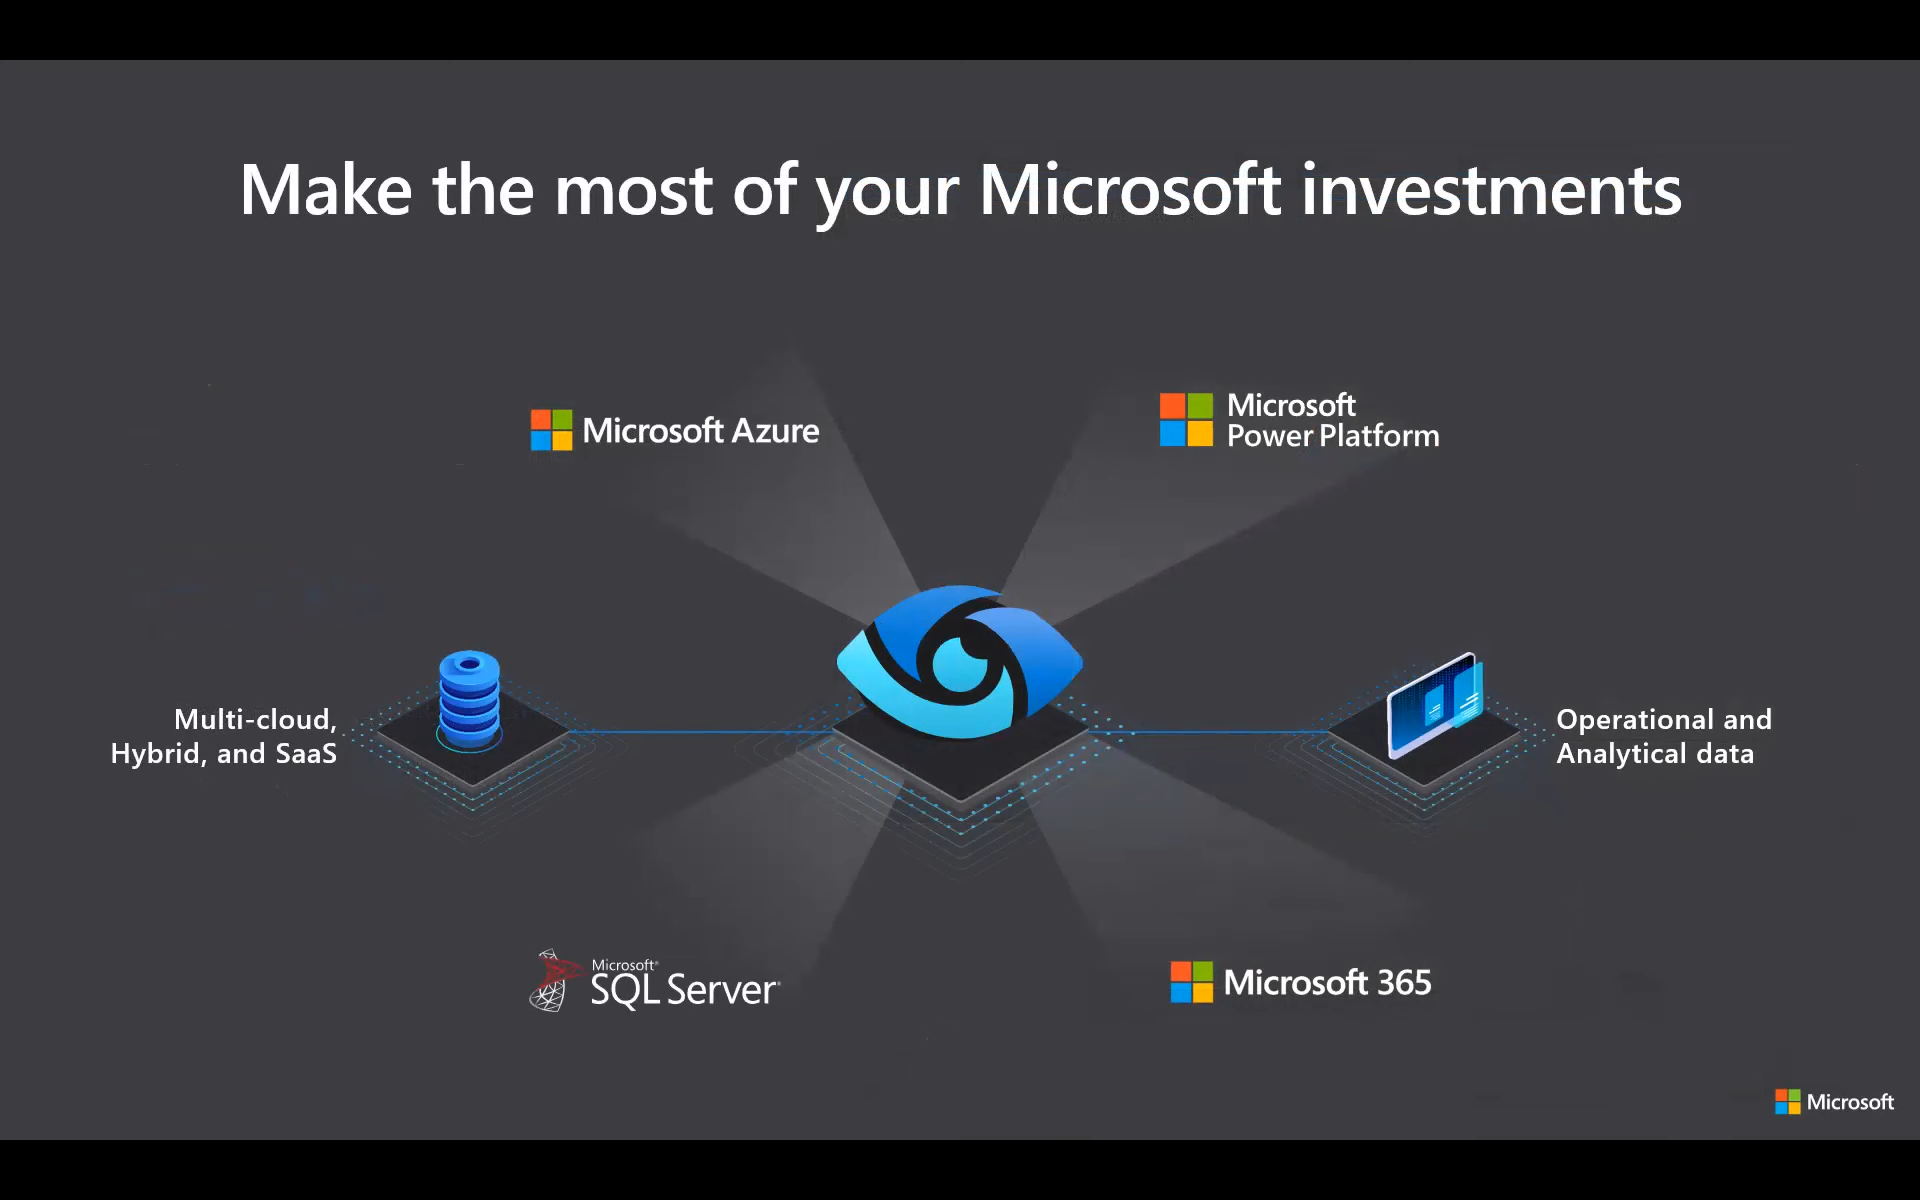 Make the most of your Microsoft investments
Microsoft Azure
Microsoft
Power Platform
Multi-cloud,
Hybrid, and SaaS
Operational and
Analytical data
Microsoft®
SQL Server®
Microsoft 365
Microsoft